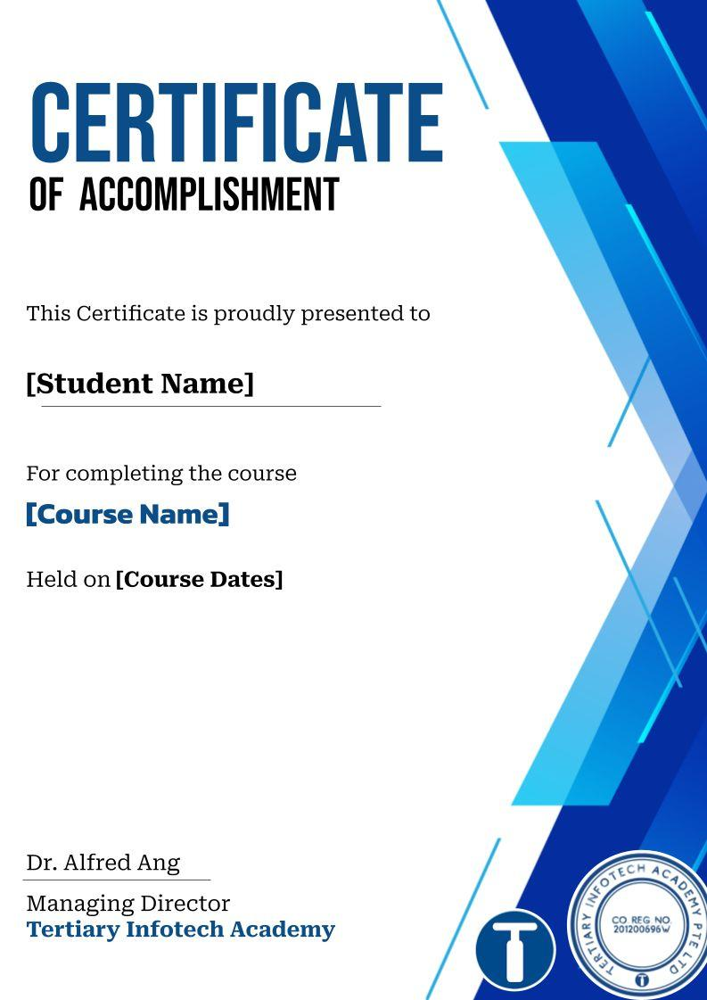 CERTIFICATE
OF ACCOMPLISHMENT
This Certificate is proudly presented to
[Student Name]
For completing the course
[Course Name]
Held on [Course Dates]
Dr. Alfred Ang
Managing Director
Tertiary Infotech Academy
T
TERTIARY INFOTECH ACADEMY PTE LTD
CO REG NO.
201200696W
T